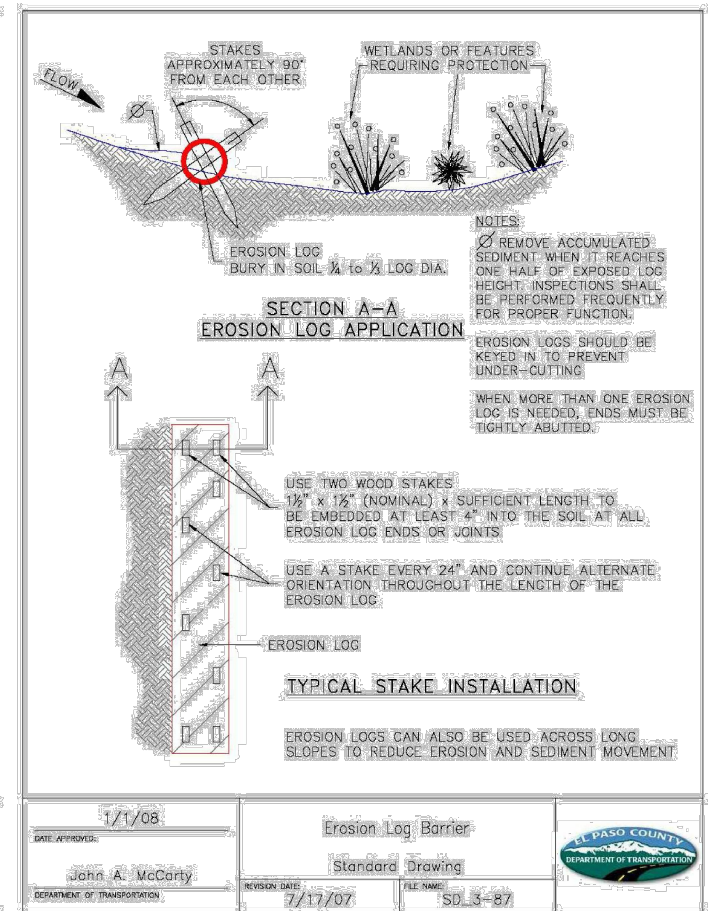 STAKES
APPROXIMATELY 90°
FROM EACH OTHER
WETLANDS OR FEATURES
REQUIRING PROTECTION
FLOW
Ø
EROSION LOG
BURY IN SOIL ¼ to ⅓ LOG DIA.
NOTES:
Ø REMOVE ACCUMULATED
SEDIMENT WHEN IT REACHES
ONE HALF OF EXPOSED LOG
HEIGHT. INSPECTIONS SHALL
BE PERFORMED FREQUENTLY
FOR PROPER FUNCTION.
EROSION LOGS SHOULD BE
KEYED IN TO PREVENT
UNDER-CUTTING
WHEN MORE THAN ONE EROSION
LOG IS NEEDED, ENDS MUST BE
TIGHTLY ABUTTED.
SECTION A-A
EROSION LOG APPLICATION
A A
USE TWO WOOD STAKES
1½" x 1½" (NOMINAL) x SUFFICIENT LENGTH TO
BE EMBEDDED AT LEAST 4" INTO THE SOIL AT ALL
EROSION LOG ENDS OR JOINTS
USE A STAKE EVERY 24" AND CONTINUE ALTERNATE
ORIENTATION THROUGHOUT THE LENGTH OF THE
EROSION LOG
EROSION LOG
TYPICAL STAKE INSTALLATION
EROSION LOGS CAN ALSO BE USED ACROSS LONG
SLOPES TO REDUCE EROSION AND SEDIMENT MOVEMENT
1/1/08
DATE APPROVED:
John A. McCarty
DEPARTMENT OF TRANSPORTATION
Erosion Log Barrier
Standard Drawing
REVISION DATE:
7/17/07
FILE NAME:
SD_3-87
EL PASO COUNTY
DEPARTMENT OF TRANSPORTATION